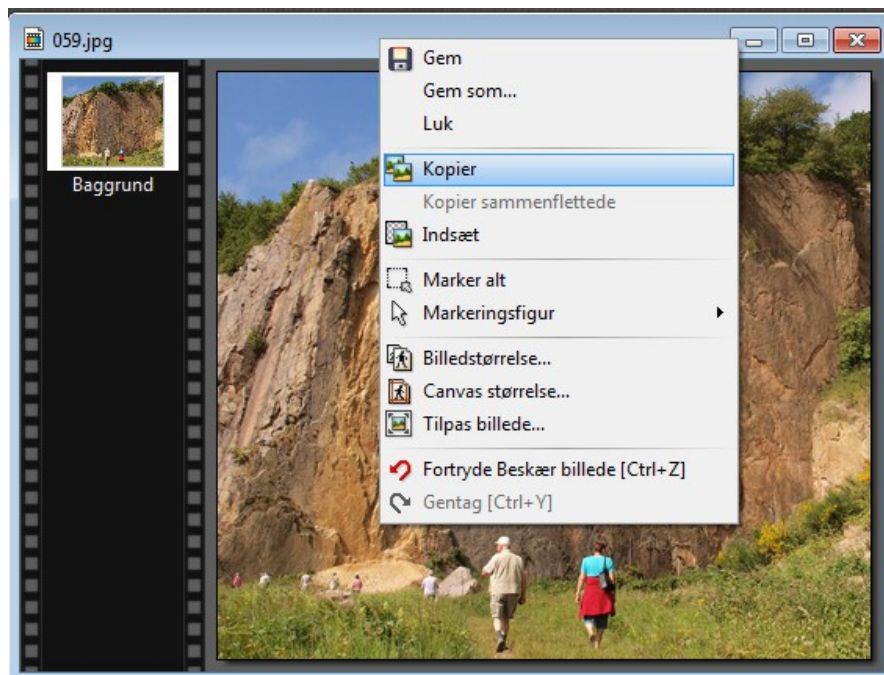 059.jpg
Baggrund
Gem
Gem som...
Luk
Kopier
Kopier sammenflettede
Indsæt
Marker alt
Markeringsfigur
Billedstørrelse...
Canvas størrelse...
Tilpas billede...
Fortryde Beskær billede [Ctrl+Z]
Gentag [Ctrl+Y]